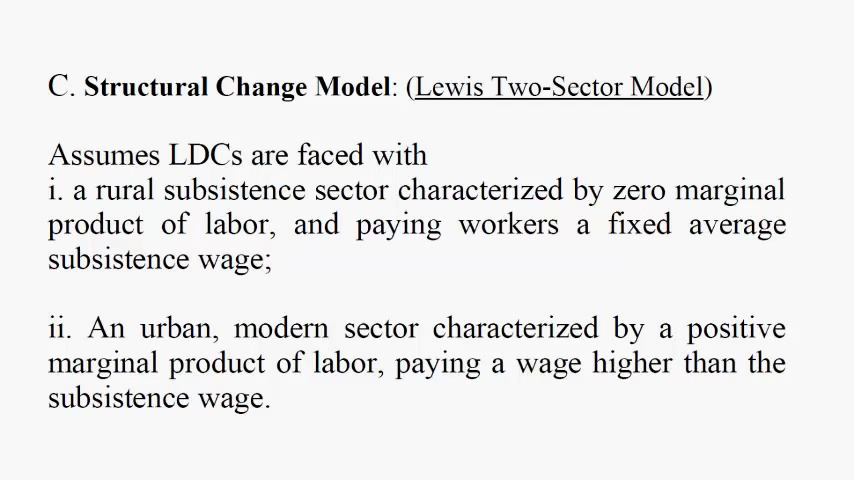 C. Structural Change Model: (Lewis Two-Sector Model)
Assumes LDCs are faced with
i. a rural subsistence sector characterized by zero marginal
product of labor, and paying workers a fixed average
subsistence wage;
ii. An urban, modern sector characterized by a positive
marginal product of labor, paying a wage higher than the
subsistence wage.